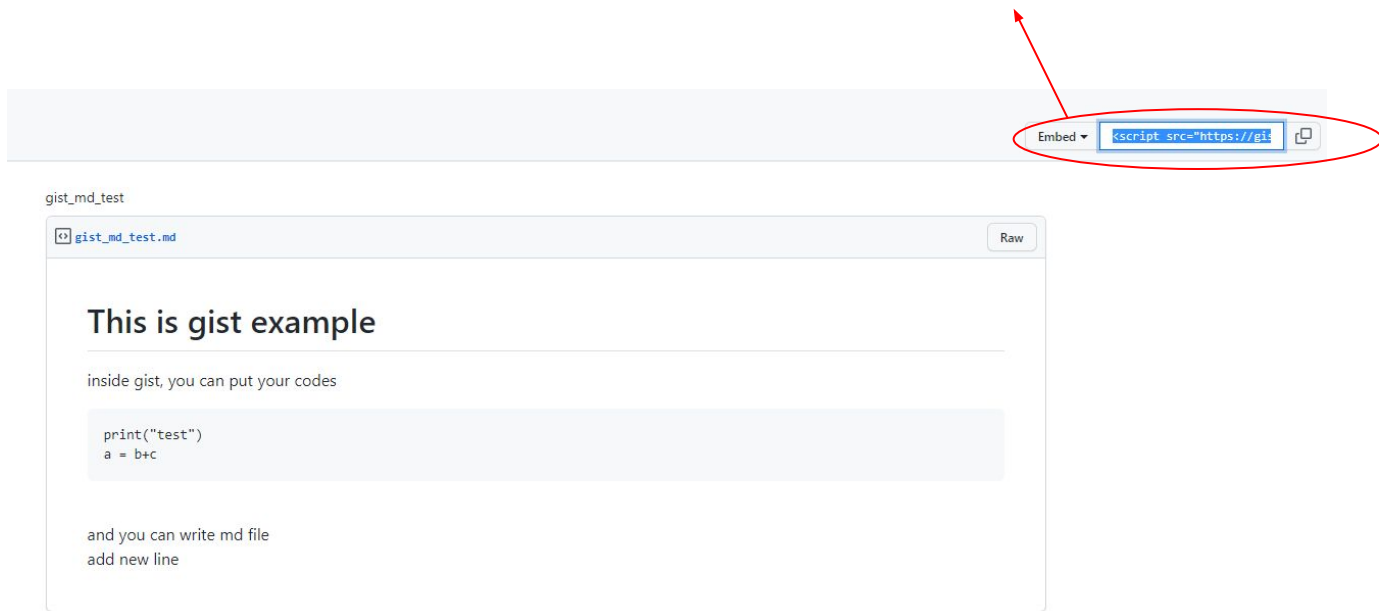 Embed
<script src="https://gis
gist_md_test
gist_md_test.md
Raw
This is gist example
inside gist, you can put your codes
print("test")
a = b+c
and you can write md file
add new line